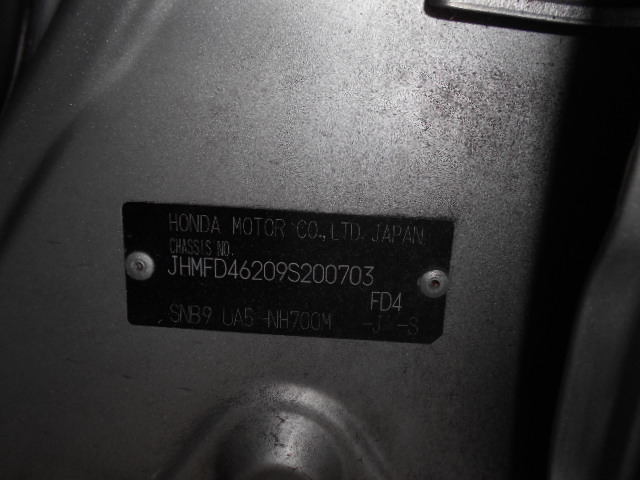 HONDA MOTOR CO.,LTD. JAPAN
CHASSIS NO.
JHMFD46209S200703
FD4
SNB9 UA5 -NH700M -J -S